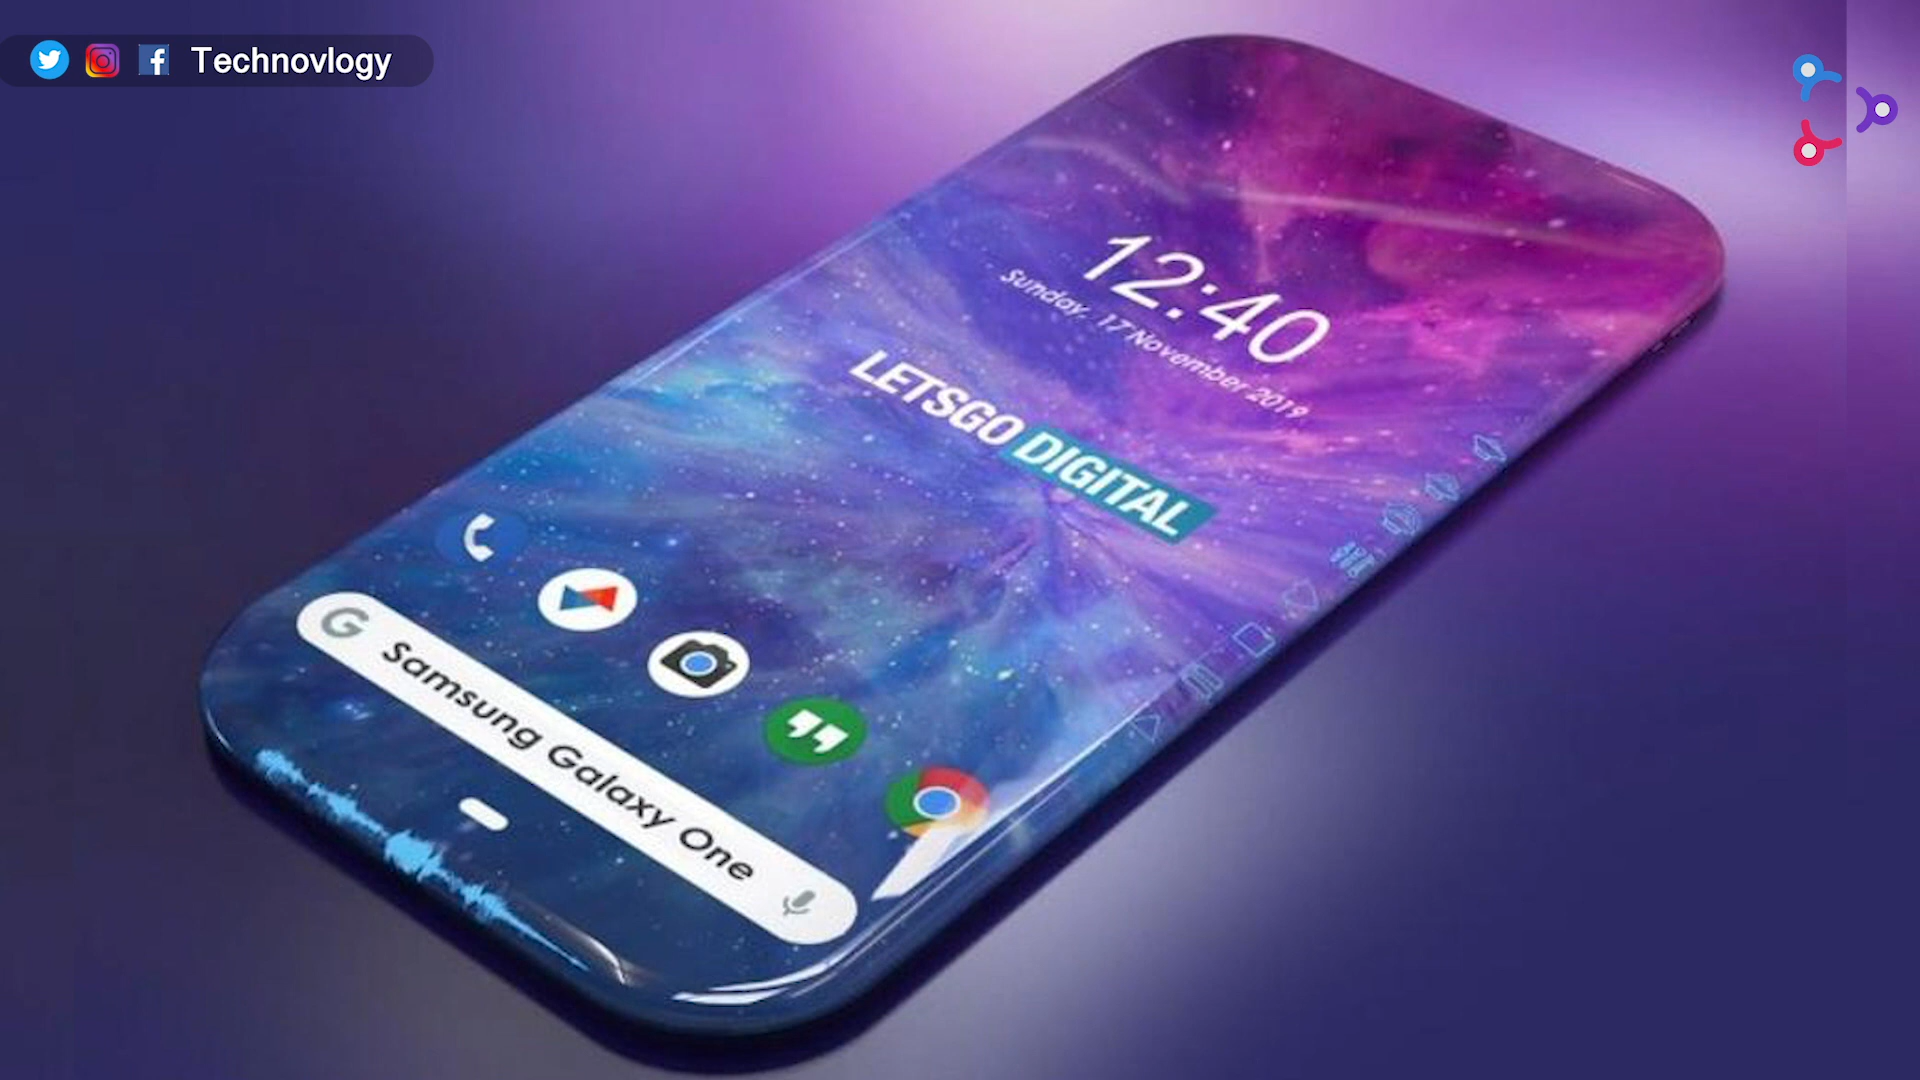 Technovlogy
12:40
Sunday, 17 November 2019
LETSGO DIGITAL
Samsung Galaxy One